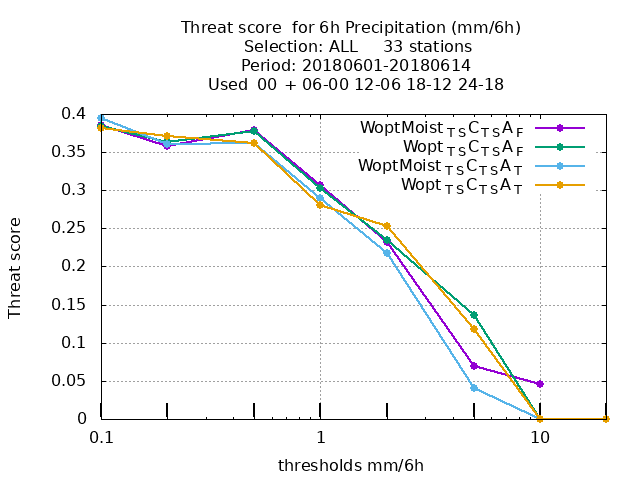 Threat score  for 6h Precipitation (mm/6h)
Selection: ALL     33 stations
Period: 20180601-20180614
Used  00 + 06-00 12-06 18-12 24-18
WoptMoist TS C TS A F
Wopt TS C TS A F
WoptMoist TS C TS A T
Wopt TS C TS A T
Threat score
0.4
0.35
0.3
0.25
0.2
0.15
0.1
0.05
0
0.1 1 10
thresholds mm/6h